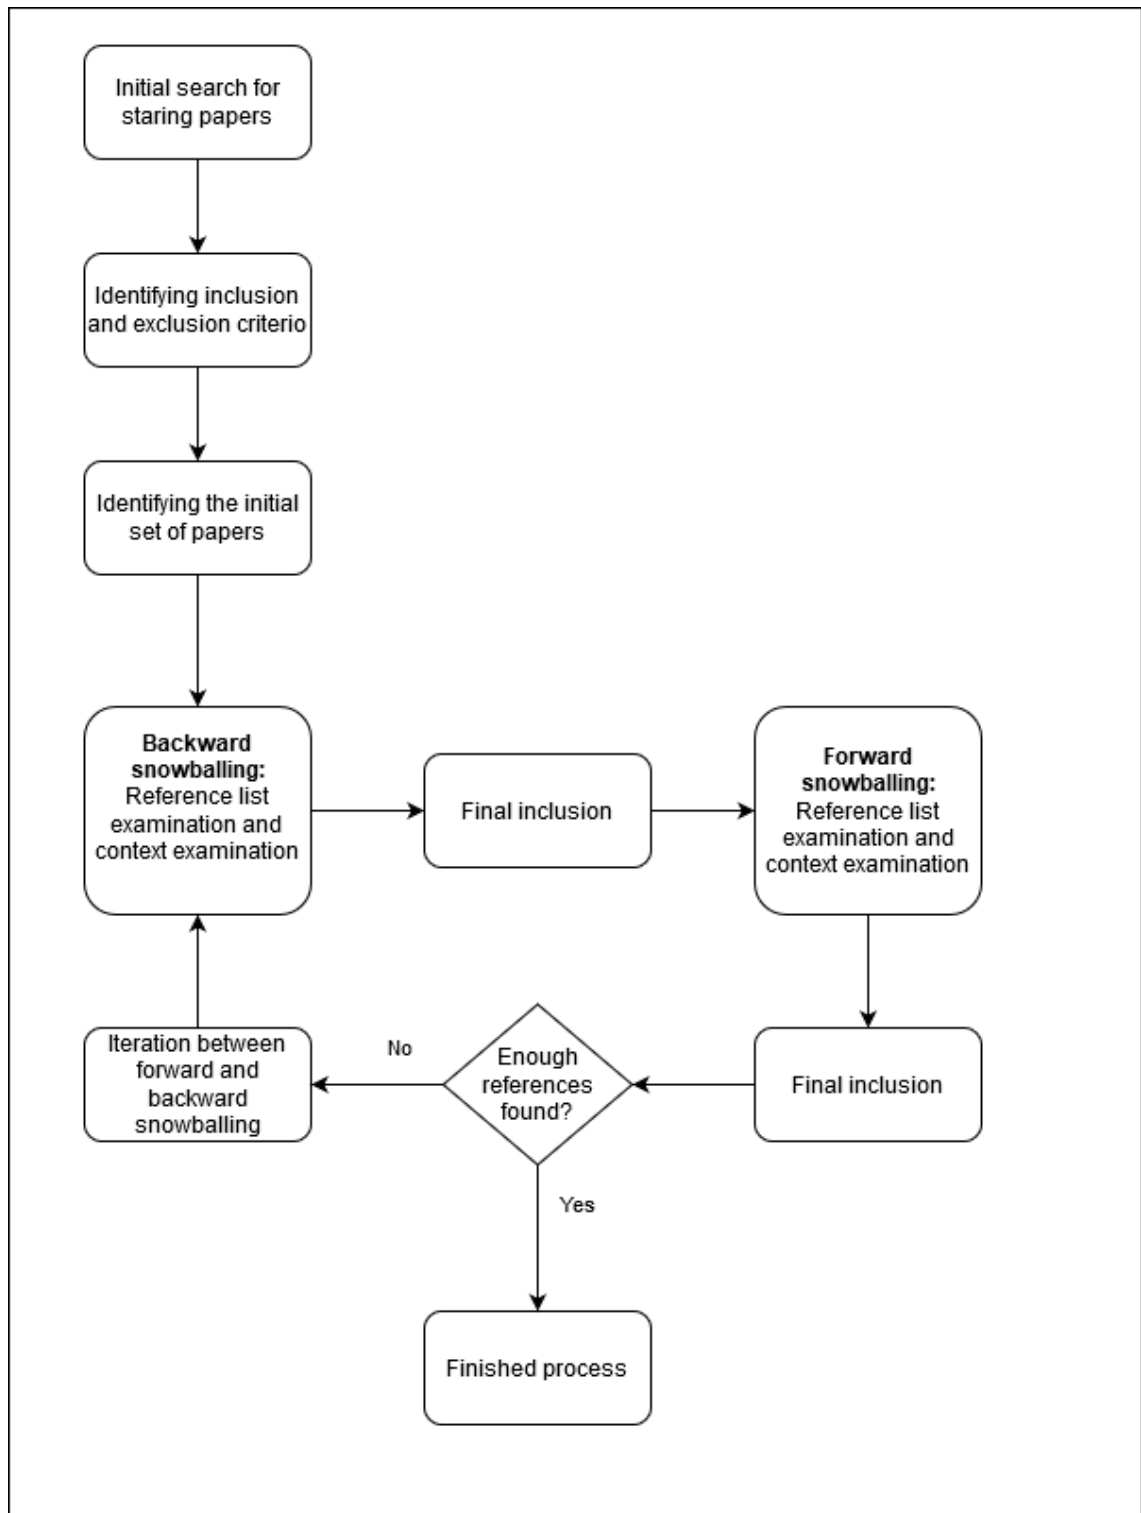 Initial search for
staring papers
Identifying inclusion
and exclusion criterio
Identifying the initial
set of papers
Backward
snowballing:
Reference list
examination and
context examination
Final inclusion
Forward
snowballing:
Reference list
examination and
context examination
Iteration between
forward and
backward
snowballing
No
Enough
references
found?
Final inclusion
Yes
Finished process